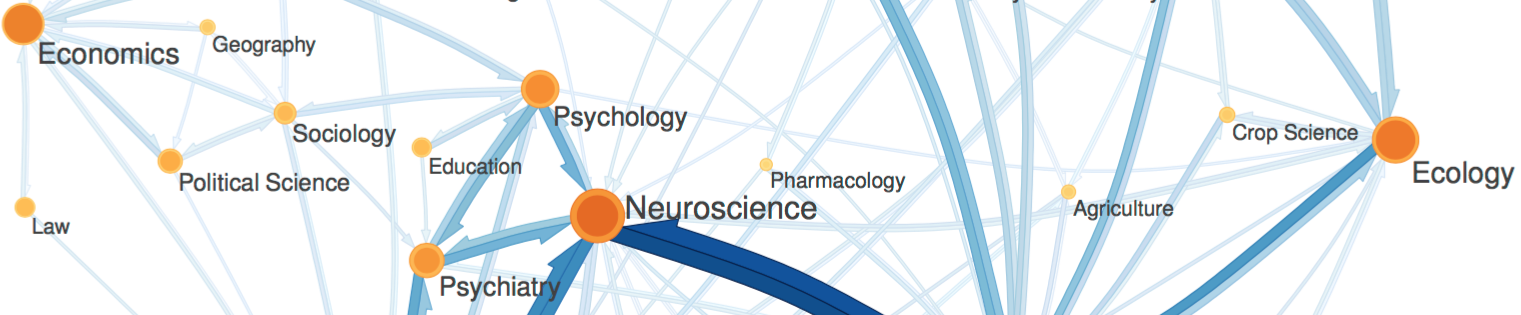 Economics
Geography
Psychology
Sociology
Crop Science
Education
Ecology
Political Science
Pharmacology
Neuroscience
Agriculture
Law
Psychiatry